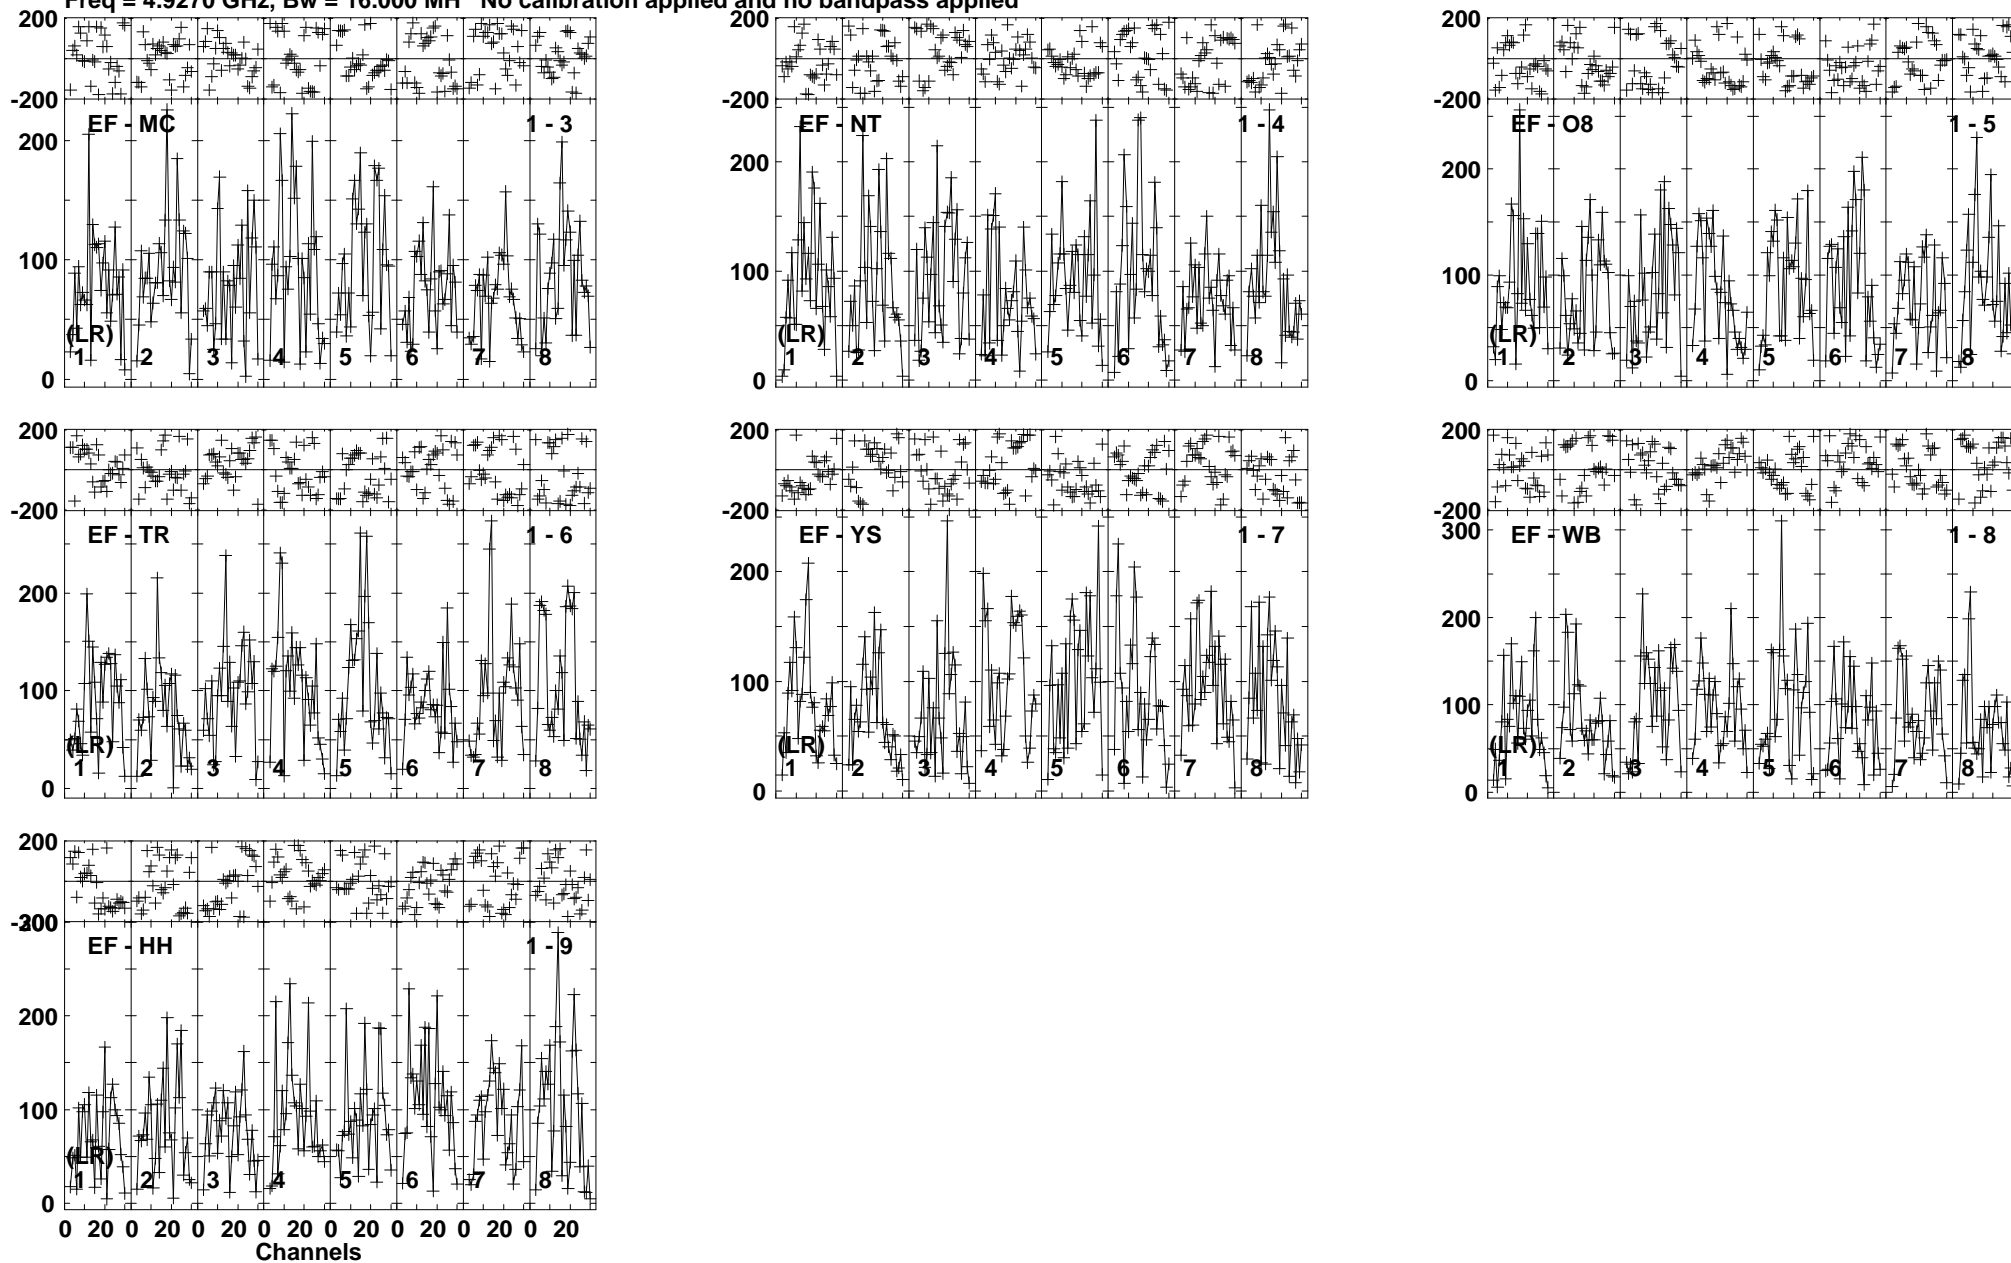 Freq = 4.9270 GHz, Bw = 16.000 MH No calibration applied and no bandpass applied
200
-200
EF - MC 1 - 3
200
100
(LR)
0
1 2 3 4 5 6 7 8
200
-200
EF - NT 1 - 4
200
100
(LR)
0
1 2 3 4 5 6 7 8
200
-200
EF - O8 1 - 5
200
100
(LR)
0
1 2 3 4 5 6 7 8
200
-200
EF - TR 1 - 6
200
100
(LR)
0
1 2 3 4 5 6 7 8
200
-200
EF - YS 1 - 7
200
100
(LR)
0
1 2 3 4 5 6 7 8
200
-200
300
EF - WB 1 - 8
200
100
(LR)
0
1 2 3 4 5 6 7 8
200
-200
300
EF - HH 1 - 9
200
100
(LR)
0
1 2 3 4 5 6 7 8
0 20 0 20 0 20 0 20 0 20 0 20 0 20 0 20
Channels